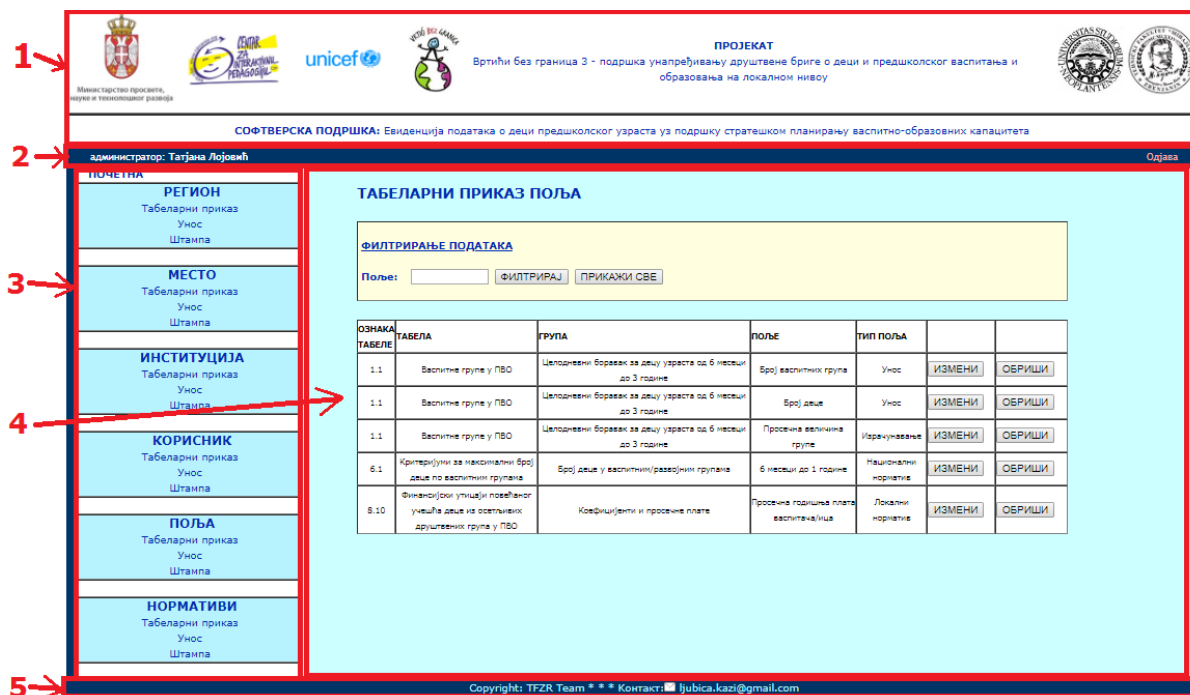 1
Министарство просвете,
науке и технолошког развоја
CENTAR
ZA
INTERAKTIVNU
PEDAGOGIJU
unicef
VRTIĆ BEZ GRANICA
ПРОЈЕКАТ
Вртићи без граница 3 - подршка унапређивању друштвене бриге о деци и предшколског васпитања и
образовања на локалном нивоу
СОФТВЕРСКА ПОДРШКА: Евиденција података о деци предшколског узраста уз подршку стратешком планирању васпитно-образовних капацитета
2
администратор: Татјана Лојовић
Одјава
3
ПОЧЕТНА
РЕГИОН
Табеларни приказ
Унос
Штампа
МЕСТО
Табеларни приказ
Унос
Штампа
ИНСТИТУЦИЈА
Табеларни приказ
Унос
Штампа
КОРИСНИК
Табеларни приказ
Унос
Штампа
ПОЉА
Табеларни приказ
Унос
Штампа
НОРМАТИВИ
Табеларни приказ
Унос
Штампа
4
ТАБЕЛАРНИ ПРИКАЗ ПОЉА
ФИЛТРИРАЊЕ ПОДАТАКА
Поље: ФИЛТРИРАЈ ПРИКАЖИ СВЕ
ОЗНАКА ТАБЕЛЕ ТАБЕЛА ГРУПА ПОЉЕ ТИП ПОЉА
1.1 Васпитне групе у ПВО Целодневни боравак за децу узраста од 6 месеци до 3 године Број васпитних група Унос ИЗМЕНИ ОБРИШИ
1.1 Васпитне групе у ПВО Целодневни боравак за децу узраста од 6 месеци до 3 године Број деце Унос ИЗМЕНИ ОБРИШИ
1.1 Васпитне групе у ПВО Целодневни боравак за децу узраста од 6 месеци до 3 године Просечна величина групе Израчунавање ИЗМЕНИ ОБРИШИ
6.1 Критеријуми за максимални број деце по васпитним групама Број деце у васпитним/развојним групама 6 месеци до 1 године Национални норматив ИЗМЕНИ ОБРИШИ
8.10 Финансијски утицаји повећаног учешћа деце из осетљивих друштвених група у ПВО Коефицијенти и просечне плате Просечна годишња плата васпитача/ица Локални норматив ИЗМЕНИ ОБРИШИ
5
Copyright: TFZR Team * * * Контакт: ljubica.kazi@gmail.com